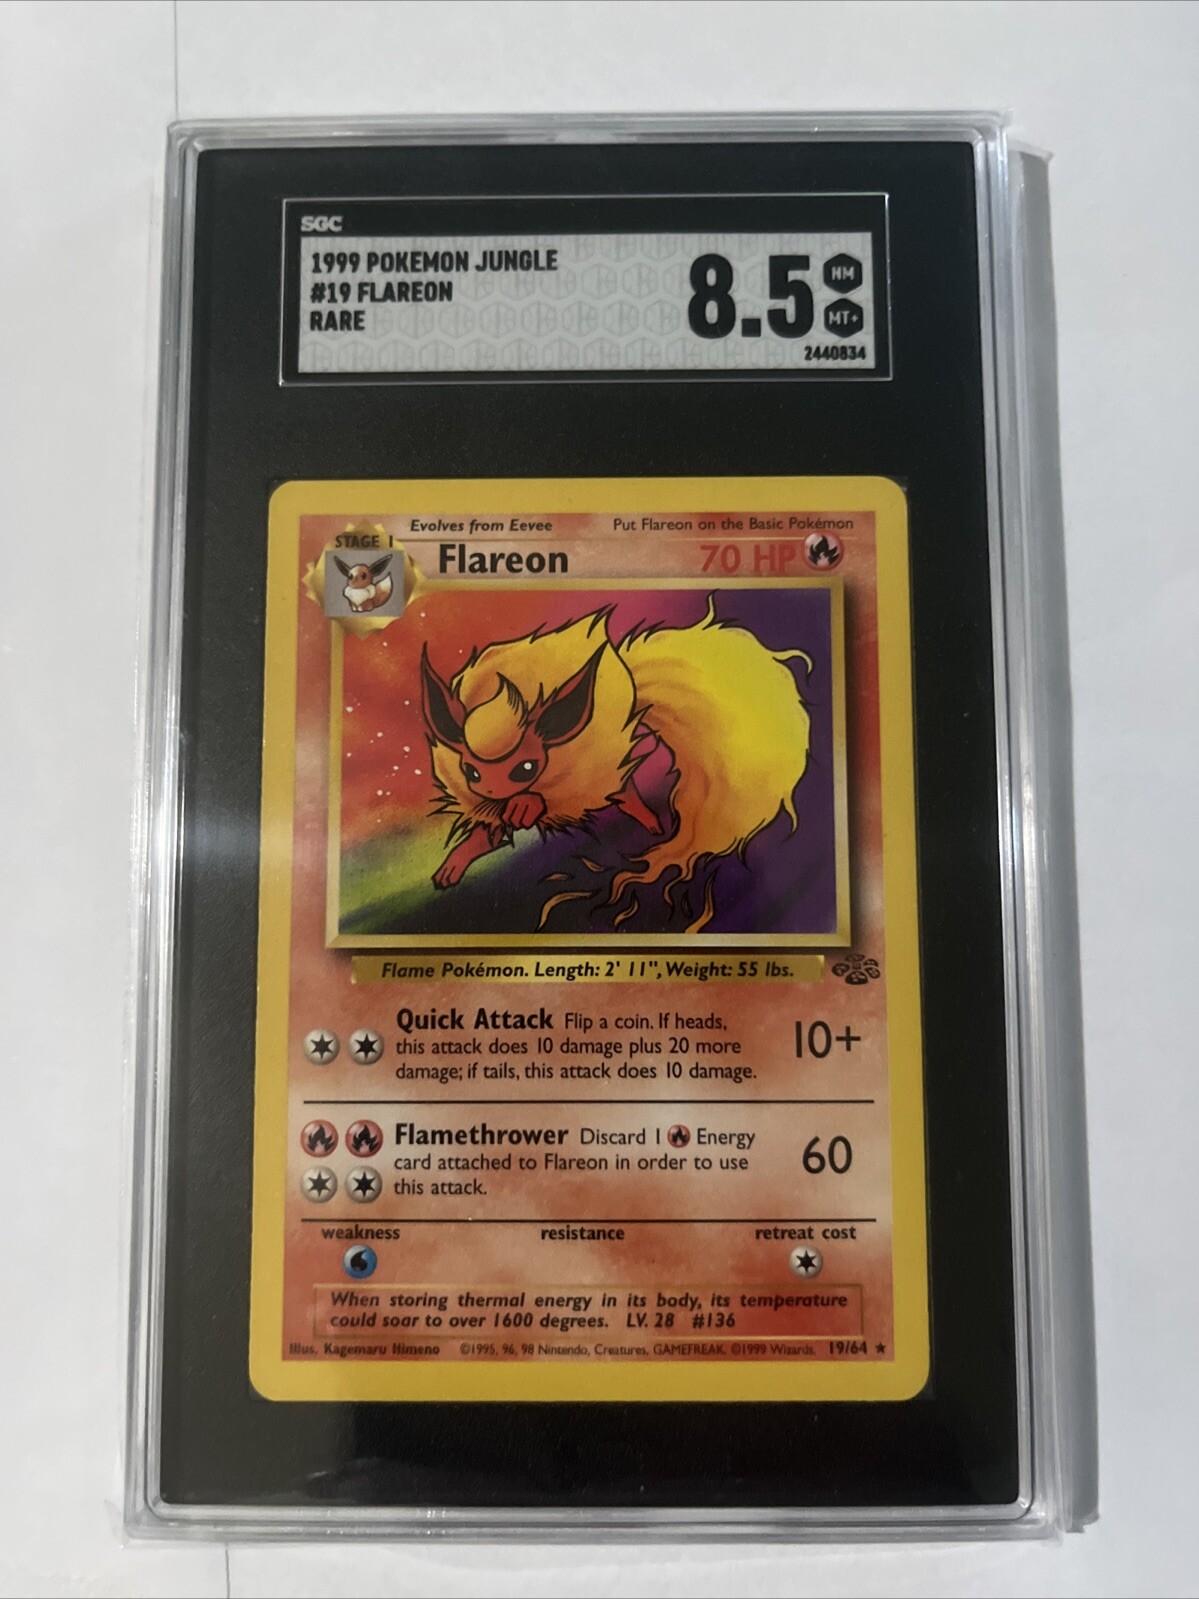 SGC
1999 POKEMON JUNGLE
#19 FLAREON
RARE
8.5
NM
MT+
2440834
Evolves from Eevee
Put Flareon on the Basic Pokémon
STAGE 1
Flareon
70 HP
Flame Pokémon. Length: 2' 11", Weight: 55 lbs.
Quick Attack Flip a coin. If heads,
this attack does 10 damage plus 20 more
damage; if tails, this attack does 10 damage.
10+
Flamethrower Discard 1 Energy
card attached to Flareon in order to use
this attack.
60
weakness
resistance
retreat cost
When storing thermal energy in its body, its temperature
could soar to over 1600 degrees. LV. 28 #136
Illus. Kagemaru Himeno ©1995, 96, 98 Nintendo, Creatures, GAMEFREAK. ©1999 Wizards. 19/64 ★